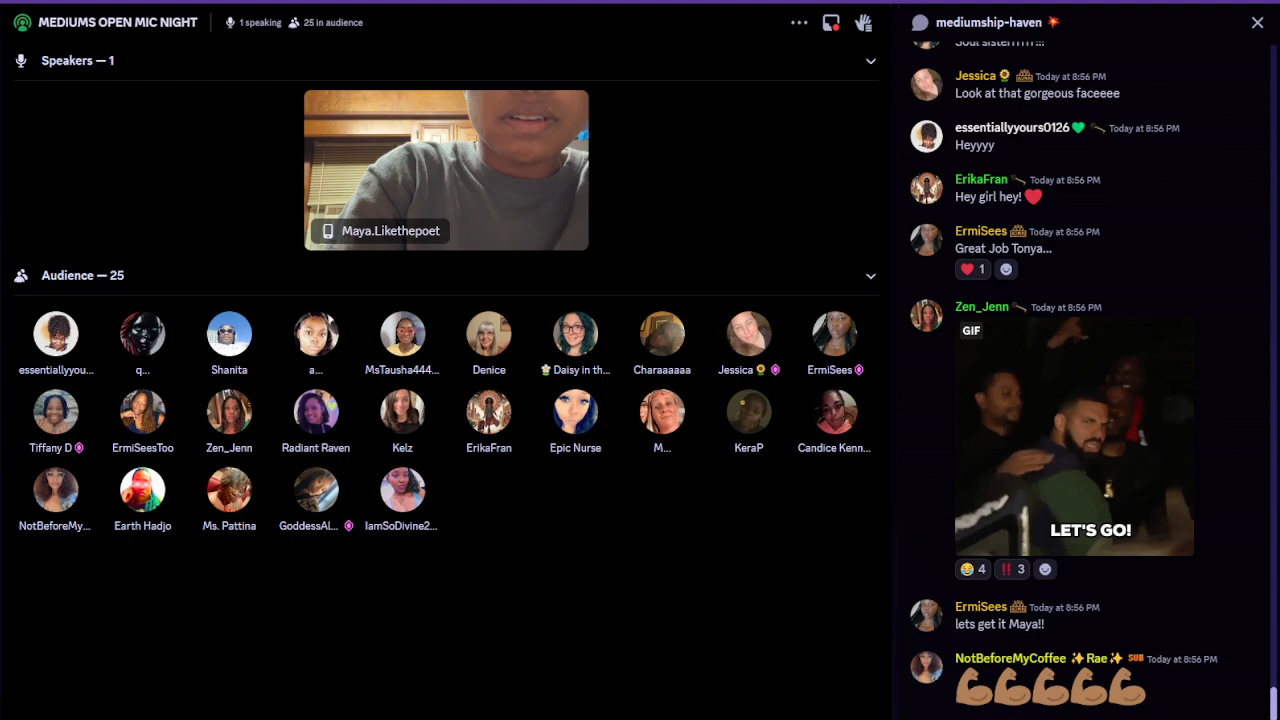 MEDIUMS OPEN MIC NIGHT
1 speaking
25 in audience
Speakers — 1
Maya.Likethepoet
Audience — 25
essentiallyyou...
q...
Shanita
a...
MsTausha444...
Denice
Daisy in th...
Charaaaaaa
Jessica
ErmiSees
Tiffany D
ErmiSeesToo
Zen_Jenn
Radiant Raven
Kelz
ErikaFran
Epic Nurse
M...
KeraP
Candice Kenn...
NotBeforeMy...
Earth Hadjo
Ms. Pattina
GoddessAl...
IamSoDivine2...
mediumship-haven
Jessica Today at 8:56 PM
Look at that gorgeous faceeee
essentiallyyours0126 Today at 8:56 PM
Heyyyy
ErikaFran Today at 8:56 PM
Hey girl hey!
ErmiSees Today at 8:56 PM
Great Job Tonya...
1
Zen_Jenn Today at 8:56 PM
GIF
LET'S GO!
4
3
ErmiSees Today at 8:56 PM
lets get it Maya!!
NotBeforeMyCoffee ✨Rae✨ SUB Today at 8:56 PM